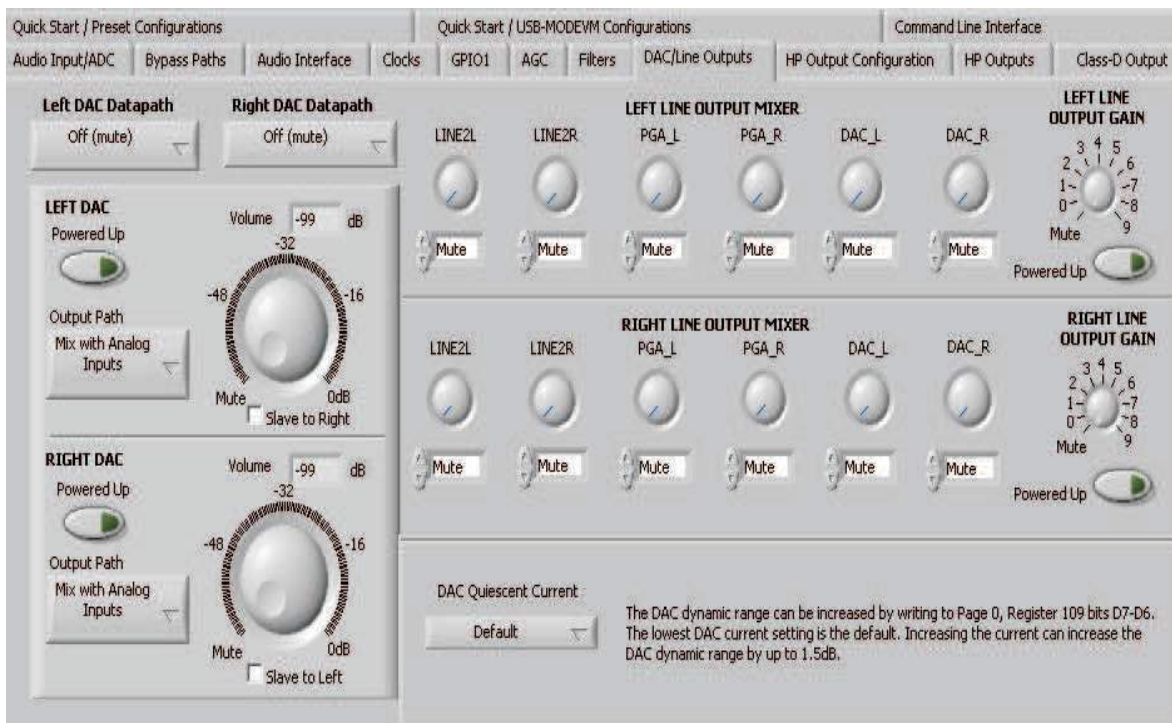 Quick Start / Preset Configurations
Quick Start / USB-MODEVM Configurations
Command Line Interface
Audio Input/ADC
Bypass Paths
Audio Interface
Clocks
GPIO1
AGC
Filters
DAC/Line Outputs
HP Output Configuration
HP Outputs
Class-D Output
Left DAC Datapath
Off (mute)
Right DAC Datapath
Off (mute)
LEFT DAC
Powered Up
Output Path
Mix with Analog
Inputs
Volume -99 dB
-32
-48
-16
Mute
0dB
Slave to Right
RIGHT DAC
Powered Up
Output Path
Mix with Analog
Inputs
Volume -99 dB
-32
-48
-16
Mute
0dB
Slave to Left
LEFT LINE OUTPUT MIXER
LINE2L LINE2R PGA_L PGA_R DAC_L DAC_R
Mute Mute Mute Mute Mute Mute
LEFT LINE
OUTPUT GAIN
3 4 5
2 6
1 7
0 8
Mute 9
Powered Up
RIGHT LINE OUTPUT MIXER
LINE2L LINE2R PGA_L PGA_R DAC_L DAC_R
Mute Mute Mute Mute Mute Mute
RIGHT LINE
OUTPUT GAIN
3 4 5
2 6
1 7
0 8
Mute 9
Powered Up
DAC Quiescent Current
Default
The DAC dynamic range can be increased by writing to Page 0, Register 109 bits D7-D6.
The lowest DAC current setting is the default. Increasing the current can increase the
DAC dynamic range by up to 1.5dB.